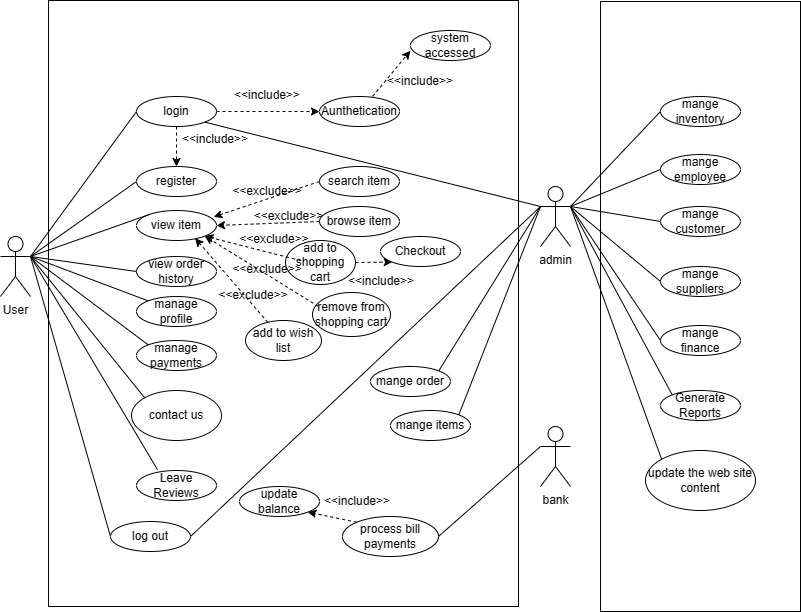 system
accessed
<<include>>
<<include>>
login
Aunthetication
mange
inventory
<<include>>
register
<<exclude>>
search item
mange
employee
view item
<<exclude>>
browse item
admin
mange
customer
<<exclude>>
add to
shopping
cart
Checkout
User
view order
history
<<include>>
mange
suppliers
<<exclude>>
manage
profile
remove from
shopping cart
add to wish
list
manage
payments
mange
finance
mange order
contact us
mange items
Generate
Reports
Leave
Reviews
update
balance
<<include>>
bank
update the web site
content
log out
process bill
payments